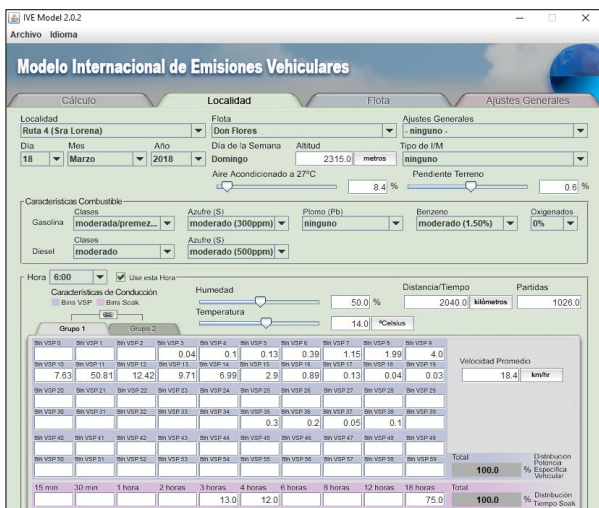 IVE Model 2.0.2
Archivo Idioma
Modelo Internacional de Emisiones Vehiculares
Cálculo Localidad Flota Ajustes Generales
Localidad Flota Ajustes Generales
Ruta 4 (Sra Lorena) Don Flores - ninguno -
Día Mes Año Día de la Semana Altitud Tipo de I/M
18 Marzo 2018 Domingo 2315.0 metros ninguno
Aire Acondicionado a 27ºC Pendiente Terreno
8.4 % 0.6 %
Características Combustible
Clases Azufre (S) Plomo (Pb) Benzeno Oxigenados
Gasolina moderada/premez... moderado (300ppm) ninguno moderado (1.50%) 0%
Clases Azufre (S)
Diesel moderado moderado (500ppm)
Hora 6:00 Use esta Hora
Características de Conducción Humedad Distancia/Tiempo Partidas
Bins VSP Bins Soak 50.0 % 2040.0 kilómetros 1026.0
Temperatura
14.0 ºCelsius
Grupo 1 Grupo 2
Bin VSP 0 Bin VSP 1 Bin VSP 2 Bin VSP 3 Bin VSP 4 Bin VSP 5 Bin VSP 6 Bin VSP 7 Bin VSP 8 Bin VSP 9
0.04 0.1 0.13 0.39 1.15 1.99 4.0
Bin VSP 10 Bin VSP 11 Bin VSP 12 Bin VSP 13 Bin VSP 14 Bin VSP 15 Bin VSP 16 Bin VSP 17 Bin VSP 18 Bin VSP 19 Velocidad Promedio
7.63 50.81 12.42 9.71 6.99 2.9 0.89 0.13 0.04 0.03 18.4 km/hr
Bin VSP 20 Bin VSP 21 Bin VSP 22 Bin VSP 23 Bin VSP 24 Bin VSP 25 Bin VSP 26 Bin VSP 27 Bin VSP 28 Bin VSP 29
Bin VSP 30 Bin VSP 31 Bin VSP 32 Bin VSP 33 Bin VSP 34 Bin VSP 35 Bin VSP 36 Bin VSP 37 Bin VSP 38 Bin VSP 39
0.3 0.2 0.05 0.1
Bin VSP 40 Bin VSP 41 Bin VSP 42 Bin VSP 43 Bin VSP 44 Bin VSP 45 Bin VSP 46 Bin VSP 47 Bin VSP 48 Bin VSP 49
Bin VSP 50 Bin VSP 51 Bin VSP 52 Bin VSP 53 Bin VSP 54 Bin VSP 55 Bin VSP 56 Bin VSP 57 Bin VSP 58 Bin VSP 59 Total
100.0 % Distribución Potencia Específica Vehicular
15 min 30 min 1 hora 2 horas 3 horas 4 horas 6 horas 8 horas 12 horas 18 horas Total
13.0 12.0 75.0 100.0 % Distribución Tiempo Soak